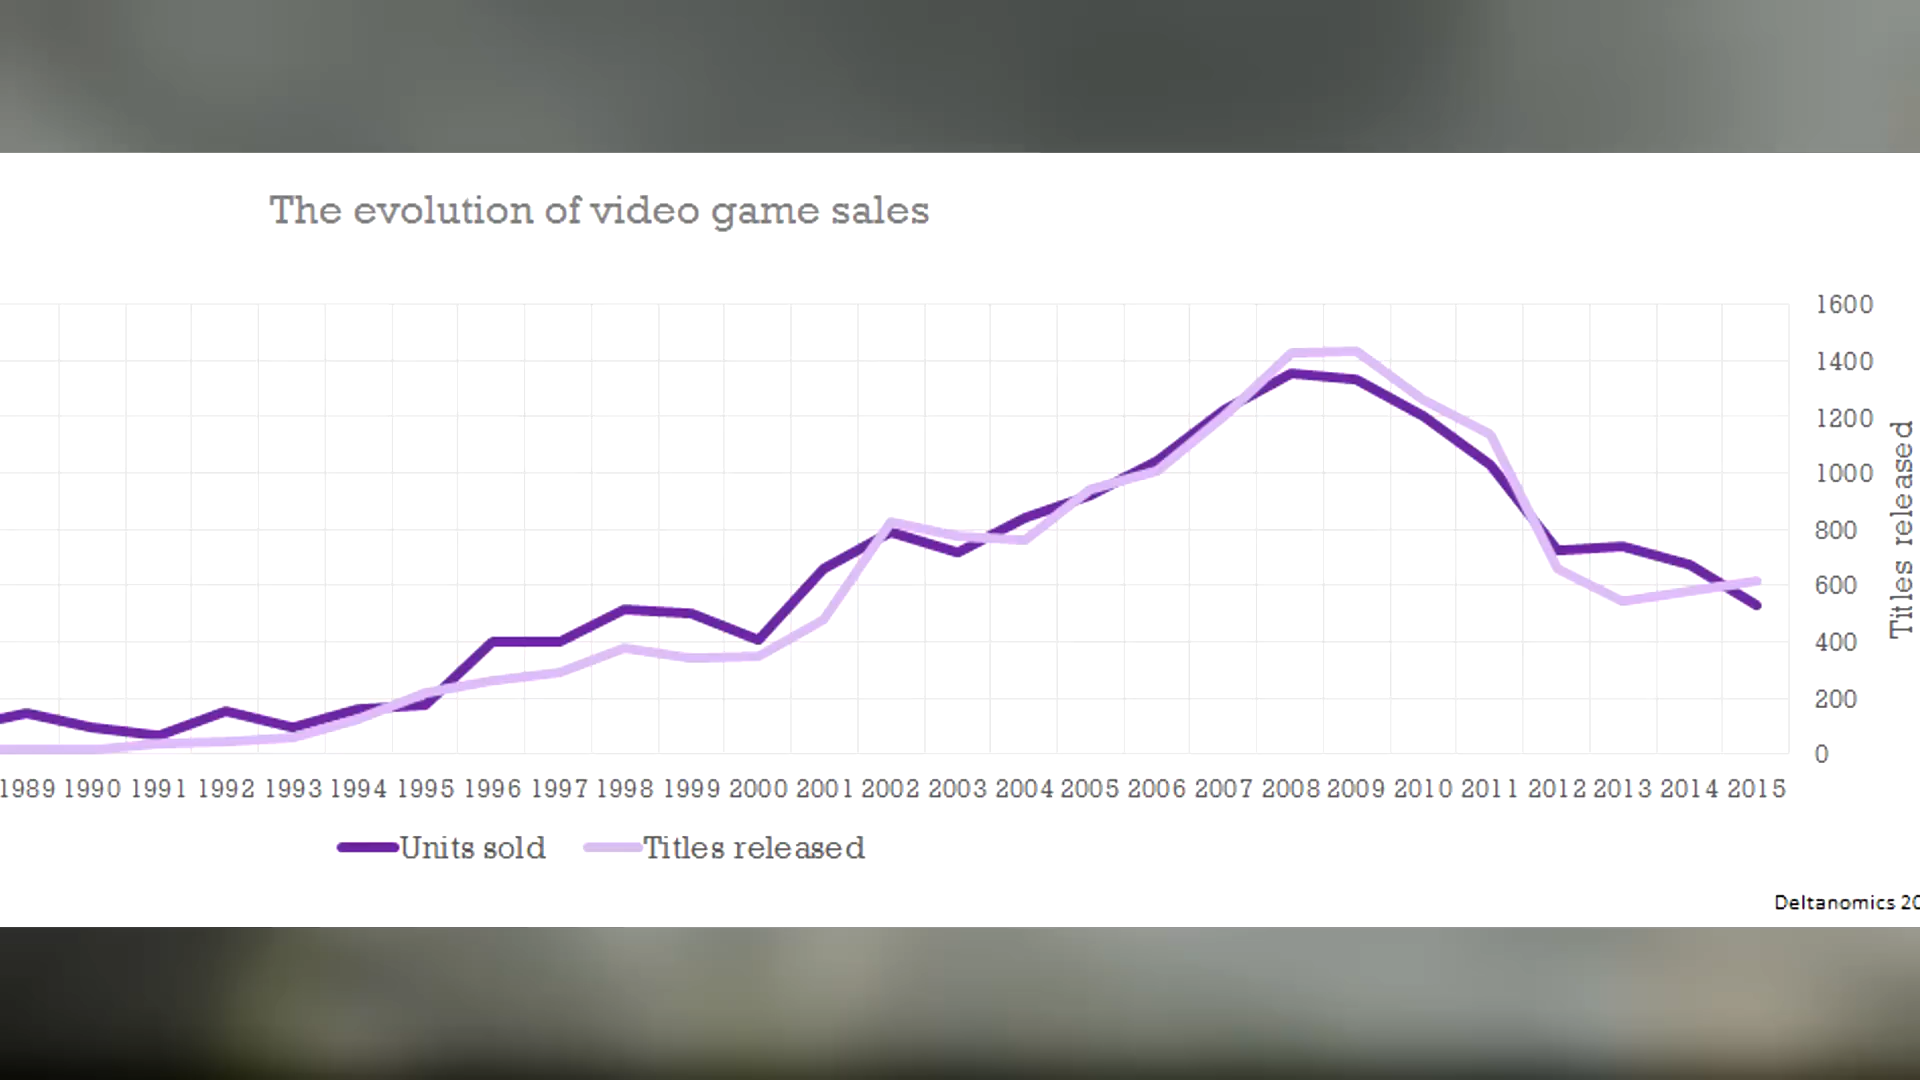 The evolution of video game sales
1600
1400
1200
1000
800
600
400
200
0
Titles released
1989 1990 1991 1992 1993 1994 1995 1996 1997 1998 1999 2000 2001 2002 2003 2004 2005 2006 2007 2008 2009 2010 2011 2012 2013 2014 2015
Units sold Titles released
Deltanomics 20